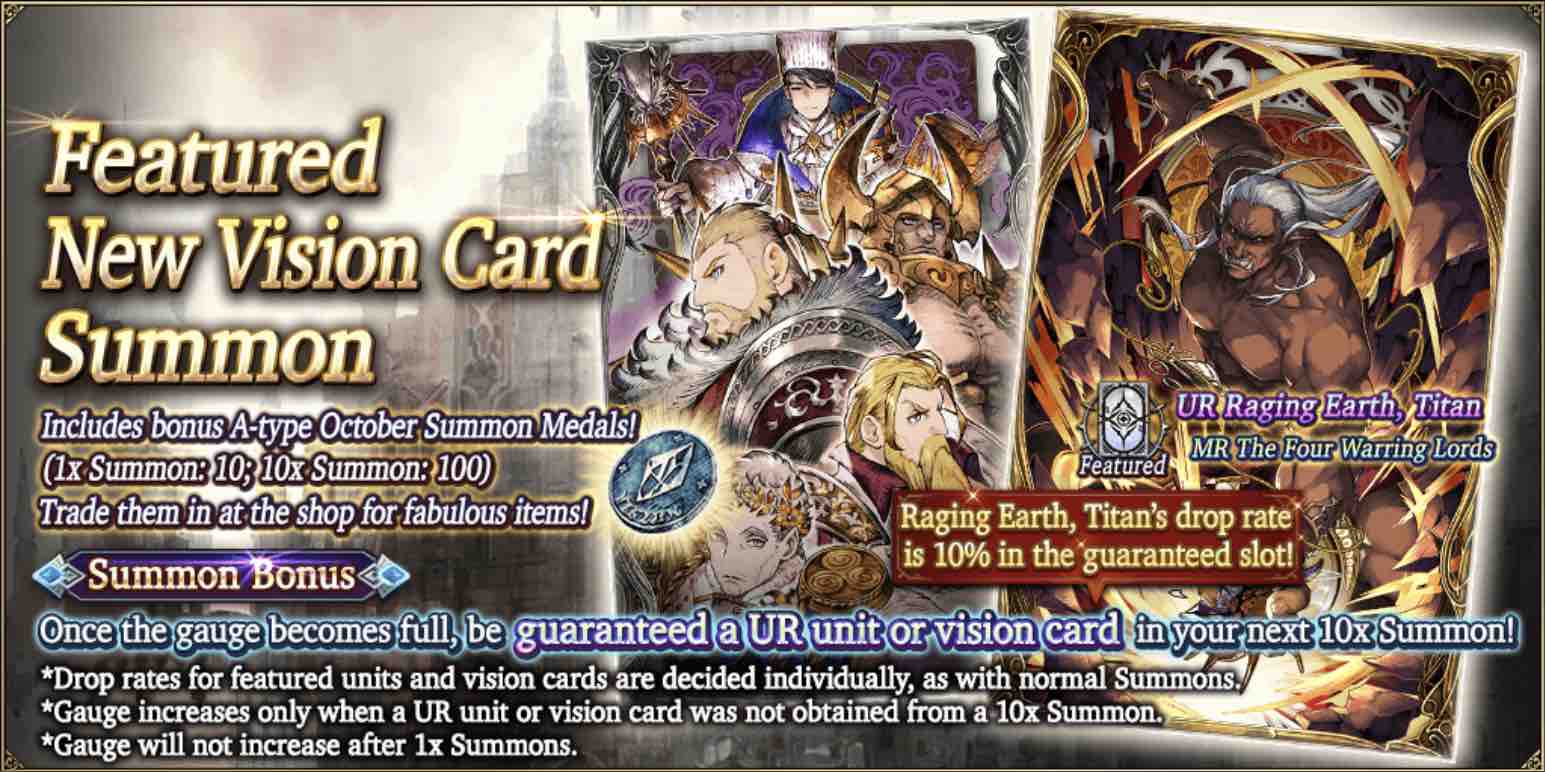 Featured
New Vision Card
Summon
Includes bonus A-type October Summon Medals!
(1x Summon: 10; 10x Summon: 100)
Trade them in at the shop for fabulous items!
UR Raging Earth, Titan
MR The Four Warring Lords
Featured
Raging Earth, Titan's drop rate
is 10% in the guaranteed slot!
Summon Bonus
Once the gauge becomes full, be guaranteed a UR unit or vision card in your next 10x Summon!
*Drop rates for featured units and vision cards are decided individually, as with normal Summons.
*Gauge increases only when a UR unit or vision card was not obtained from a 10x Summon.
*Gauge will not increase after 1x Summons.